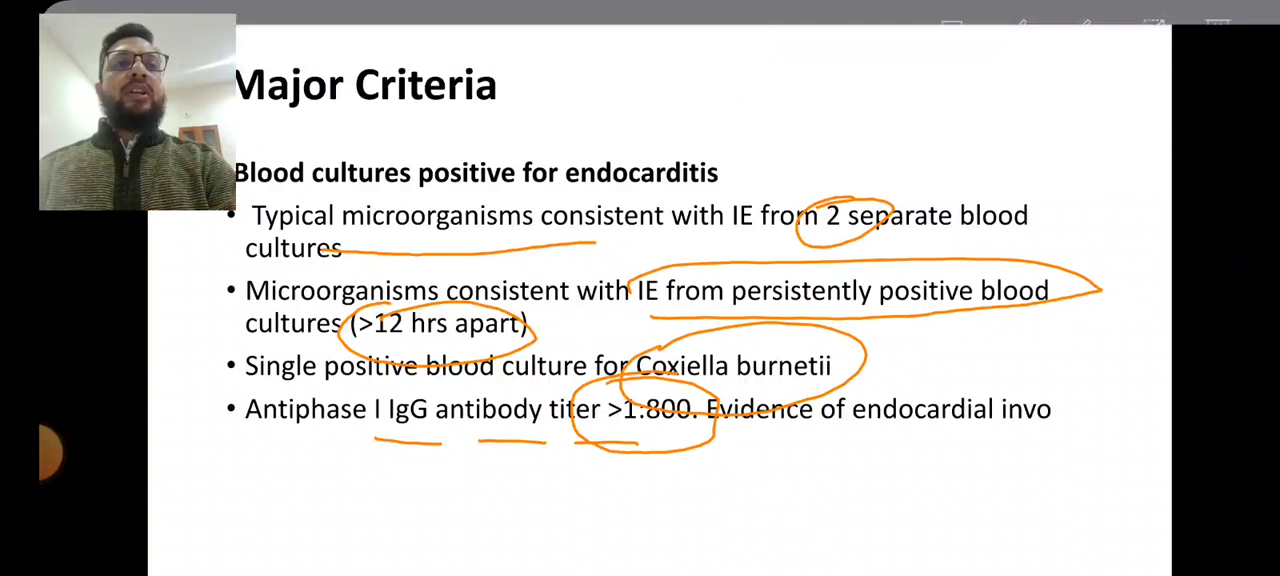 Major Criteria
Blood cultures positive for endocarditis
• Typical microorganisms consistent with IE from 2 separate blood
cultures
• Microorganisms consistent with IE from persistently positive blood
cultures (>12 hrs apart)
• Single positive blood culture for Coxiella burnetii
• Antiphase I IgG antibody titer >1:800. Evidence of endocardial invo